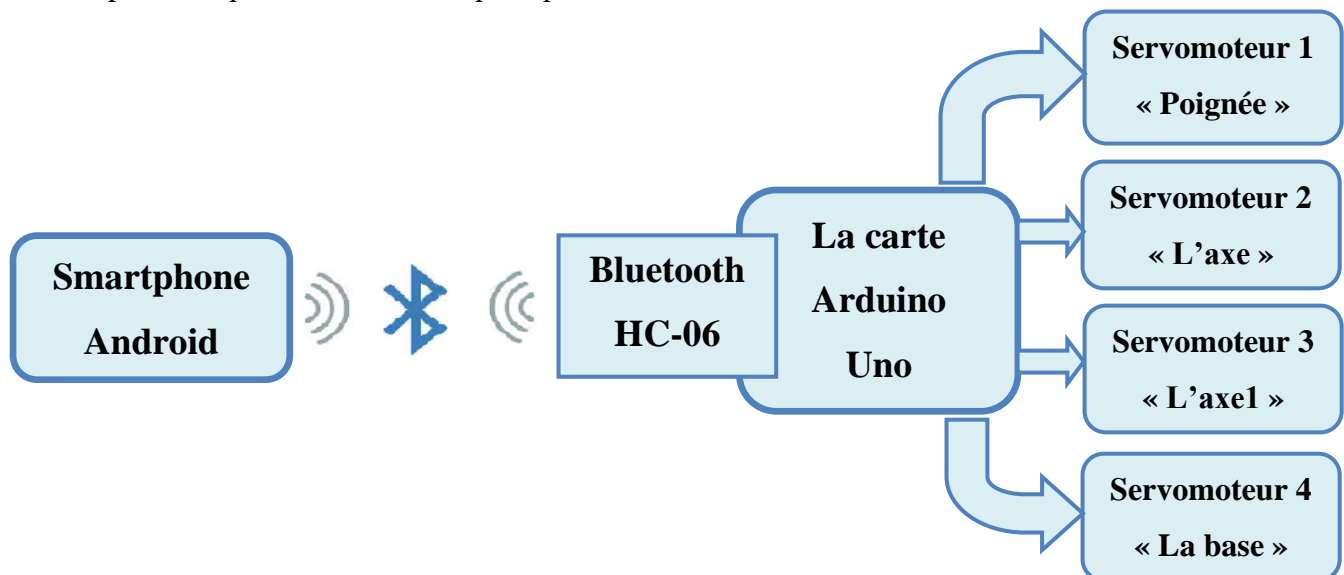 Smartphone
Android
Bluetooth
HC-06
La carte
Arduino
Uno
Servomoteur 1
« Poignée »
Servomoteur 2
« L’axe »
Servomoteur 3
« L’axe1 »
Servomoteur 4
« La base »